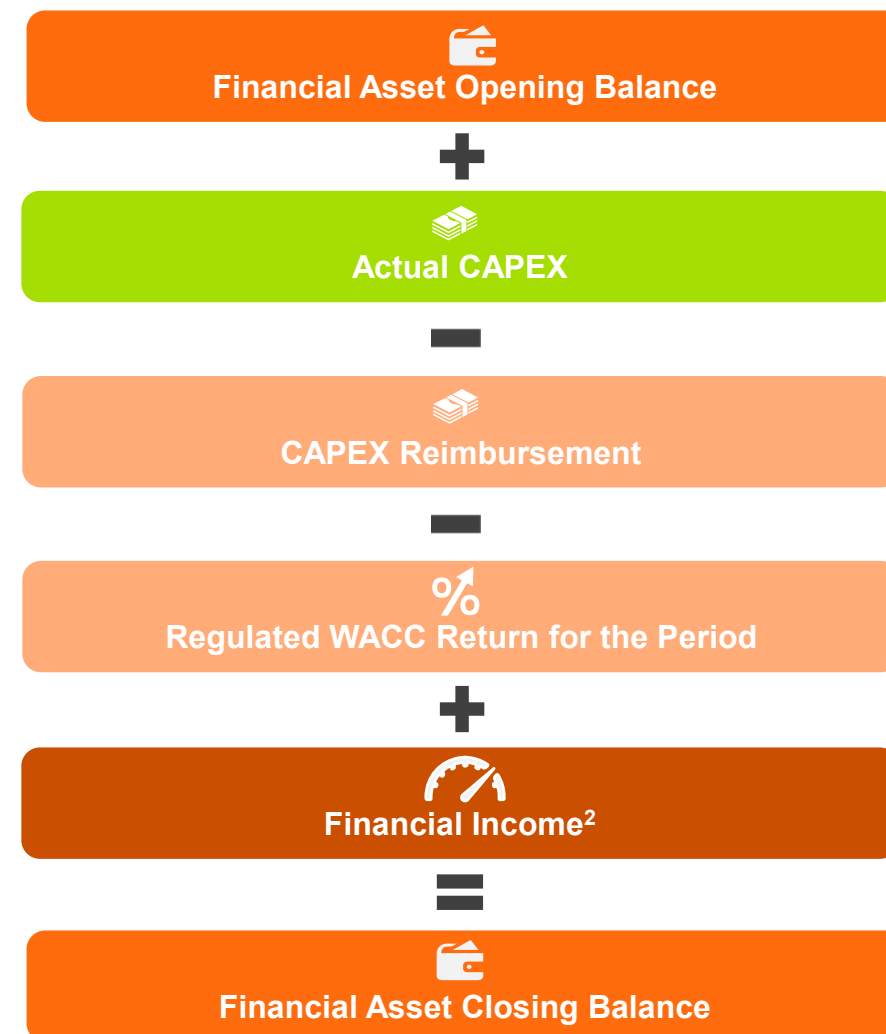 Financial Asset Opening Balance
+
Actual CAPEX
-
CAPEX Reimbursement
-
%
Regulated WACC Return for the Period
+
Financial Income²
=
Financial Asset Closing Balance